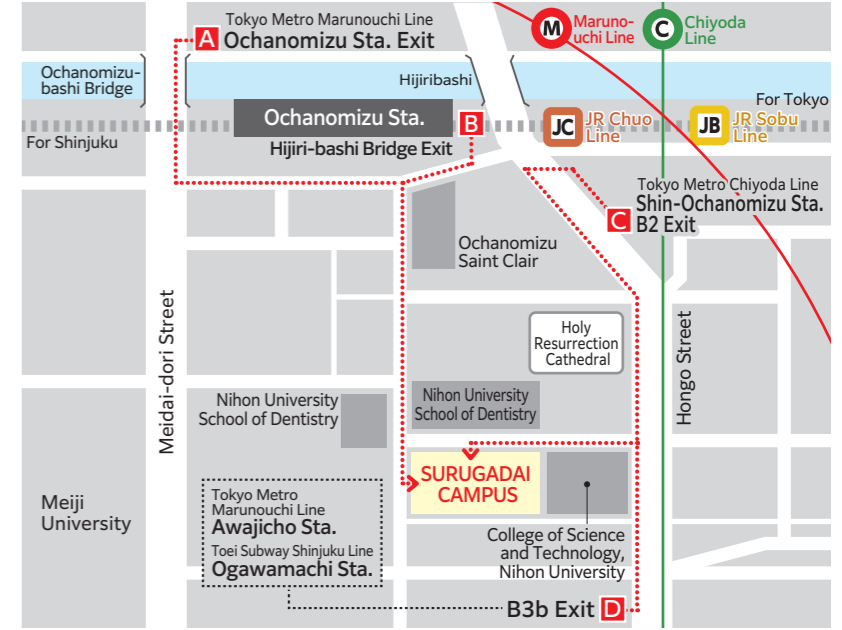 Tokyo Metro Marunouchi Line
A Ochanomizu Sta. Exit
M Maruno-
uchi Line
C Chiyoda
Line
Ochanomizu-
bashi Bridge
Hijiribashi
For Tokyo
Ochanomizu Sta.
B
JC JR Chuo
Line
JB JR Sobu
Line
For Shinjuku
Hijiri-bashi Bridge Exit
Tokyo Metro Chiyoda Line
Shin-Ochanomizu Sta.
C B2 Exit
Ochanomizu
Saint Clair
Meidai-dori Street
Holy
Resurrection
Cathedral
Hongo Street
Nihon University
School of Dentistry
Nihon University
School of Dentistry
SURUGADAI
CAMPUS
Meiji
University
Tokyo Metro
Marunouchi Line
Awajicho Sta.
Toei Subway Shinjuku Line
Ogawamachi Sta.
College of Science
and Technology,
Nihon University
B3b Exit D